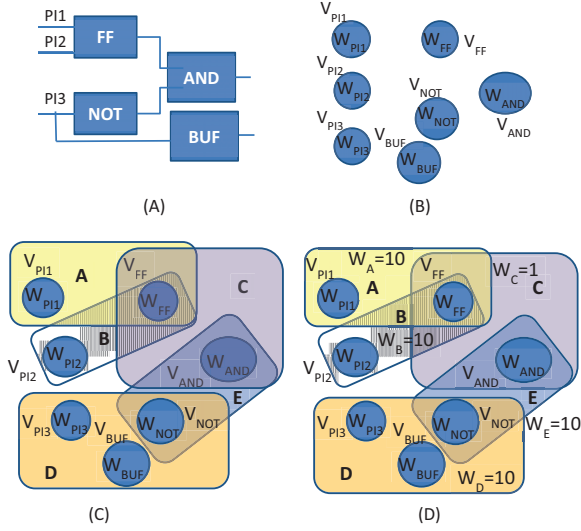 PI1
PI2
FF
AND
PI3
NOT
BUF
(A)
V_PI1
W_PI1
W_FF
V_FF
V_PI2
W_PI2
V_NOT
W_NOT
W_AND
V_AND
V_PI3
W_PI3
V_BUF
W_BUF
(B)
V_PI1
A
V_FF
C
W_PI1
W_FF
B
V_PI2
W_PI2
V_AND
W_AND
E
V_PI3
W_PI3
V_BUF
W_NOT
V_NOT
D
W_BUF
(C)
W_A=10
V_PI1
A
V_FF
W_C=1
C
W_PI1
W_FF
B
W_B=10
V_PI2
W_PI2
V_AND
W_AND
E
V_PI3
W_PI3
V_BUF
W_NOT
V_NOT
W_E=10
D
W_BUF
W_D=10
(D)